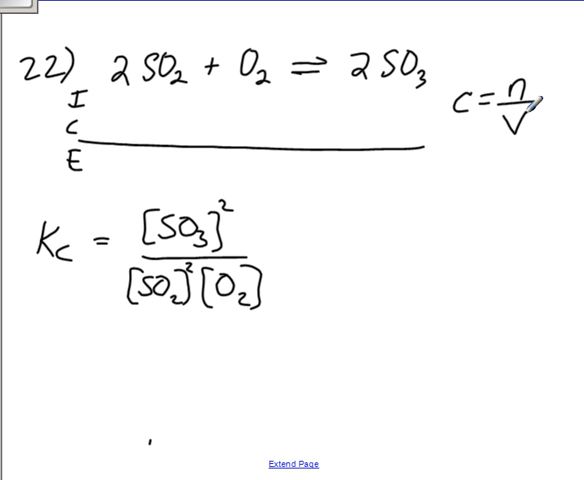 22) 2 SO₂ + O₂ ⇌ 2 SO₃
I
C
E
C = n/V
Kc = [SO₃]² / [SO₂]² [O₂]
Extend Page